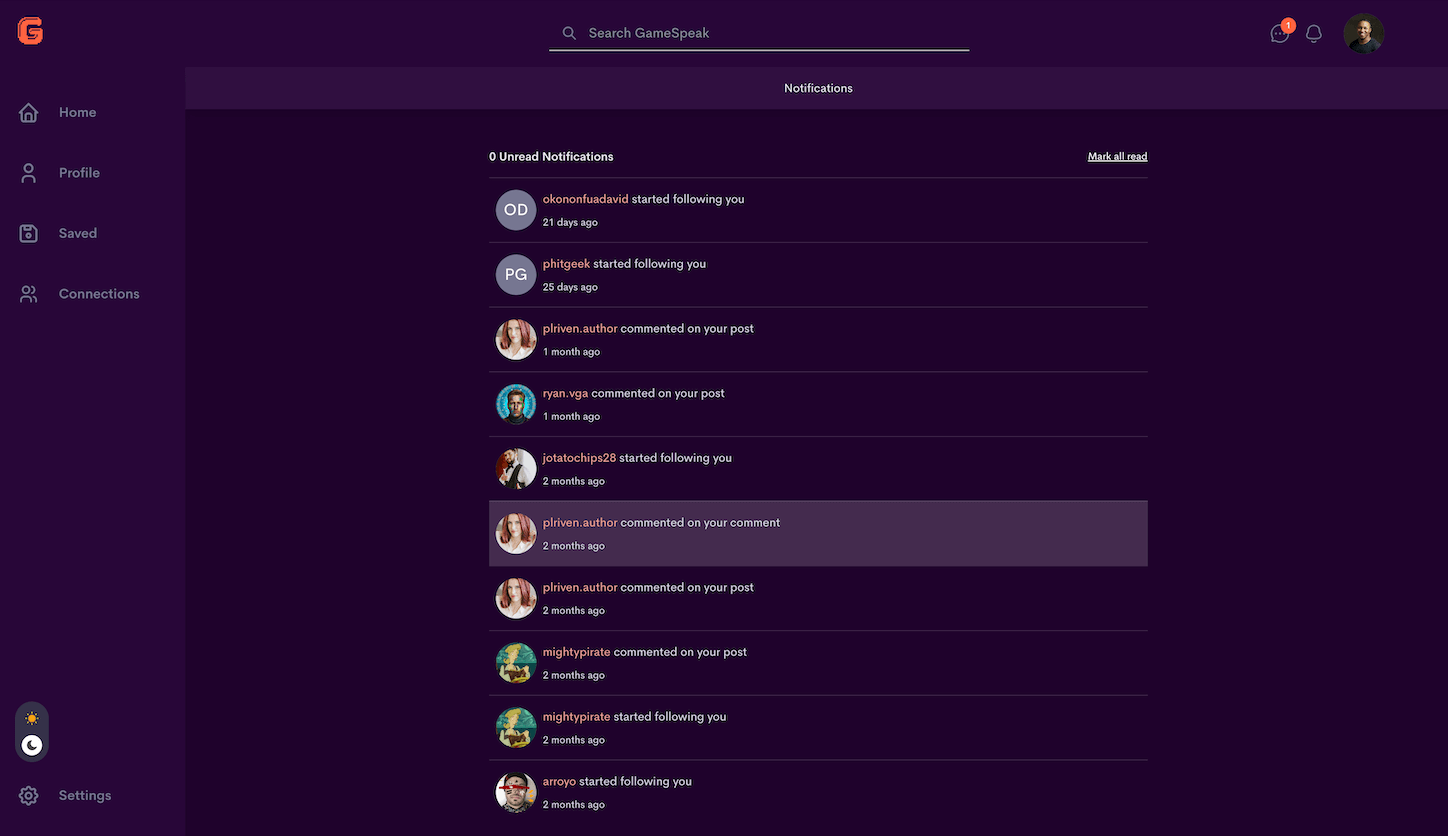 G
Search GameSpeak
1
Notifications
Home
Profile
Saved
Connections
Settings
0 Unread Notifications
Mark all read
OD
okononfuadavid started following you
21 days ago
PG
phitgeek started following you
25 days ago
plriven.author commented on your post
1 month ago
ryan.vga commented on your post
1 month ago
jotatochips28 started following you
2 months ago
plriven.author commented on your comment
2 months ago
plriven.author commented on your post
2 months ago
mightypirate commented on your post
2 months ago
mightypirate started following you
2 months ago
arroyo started following you
2 months ago